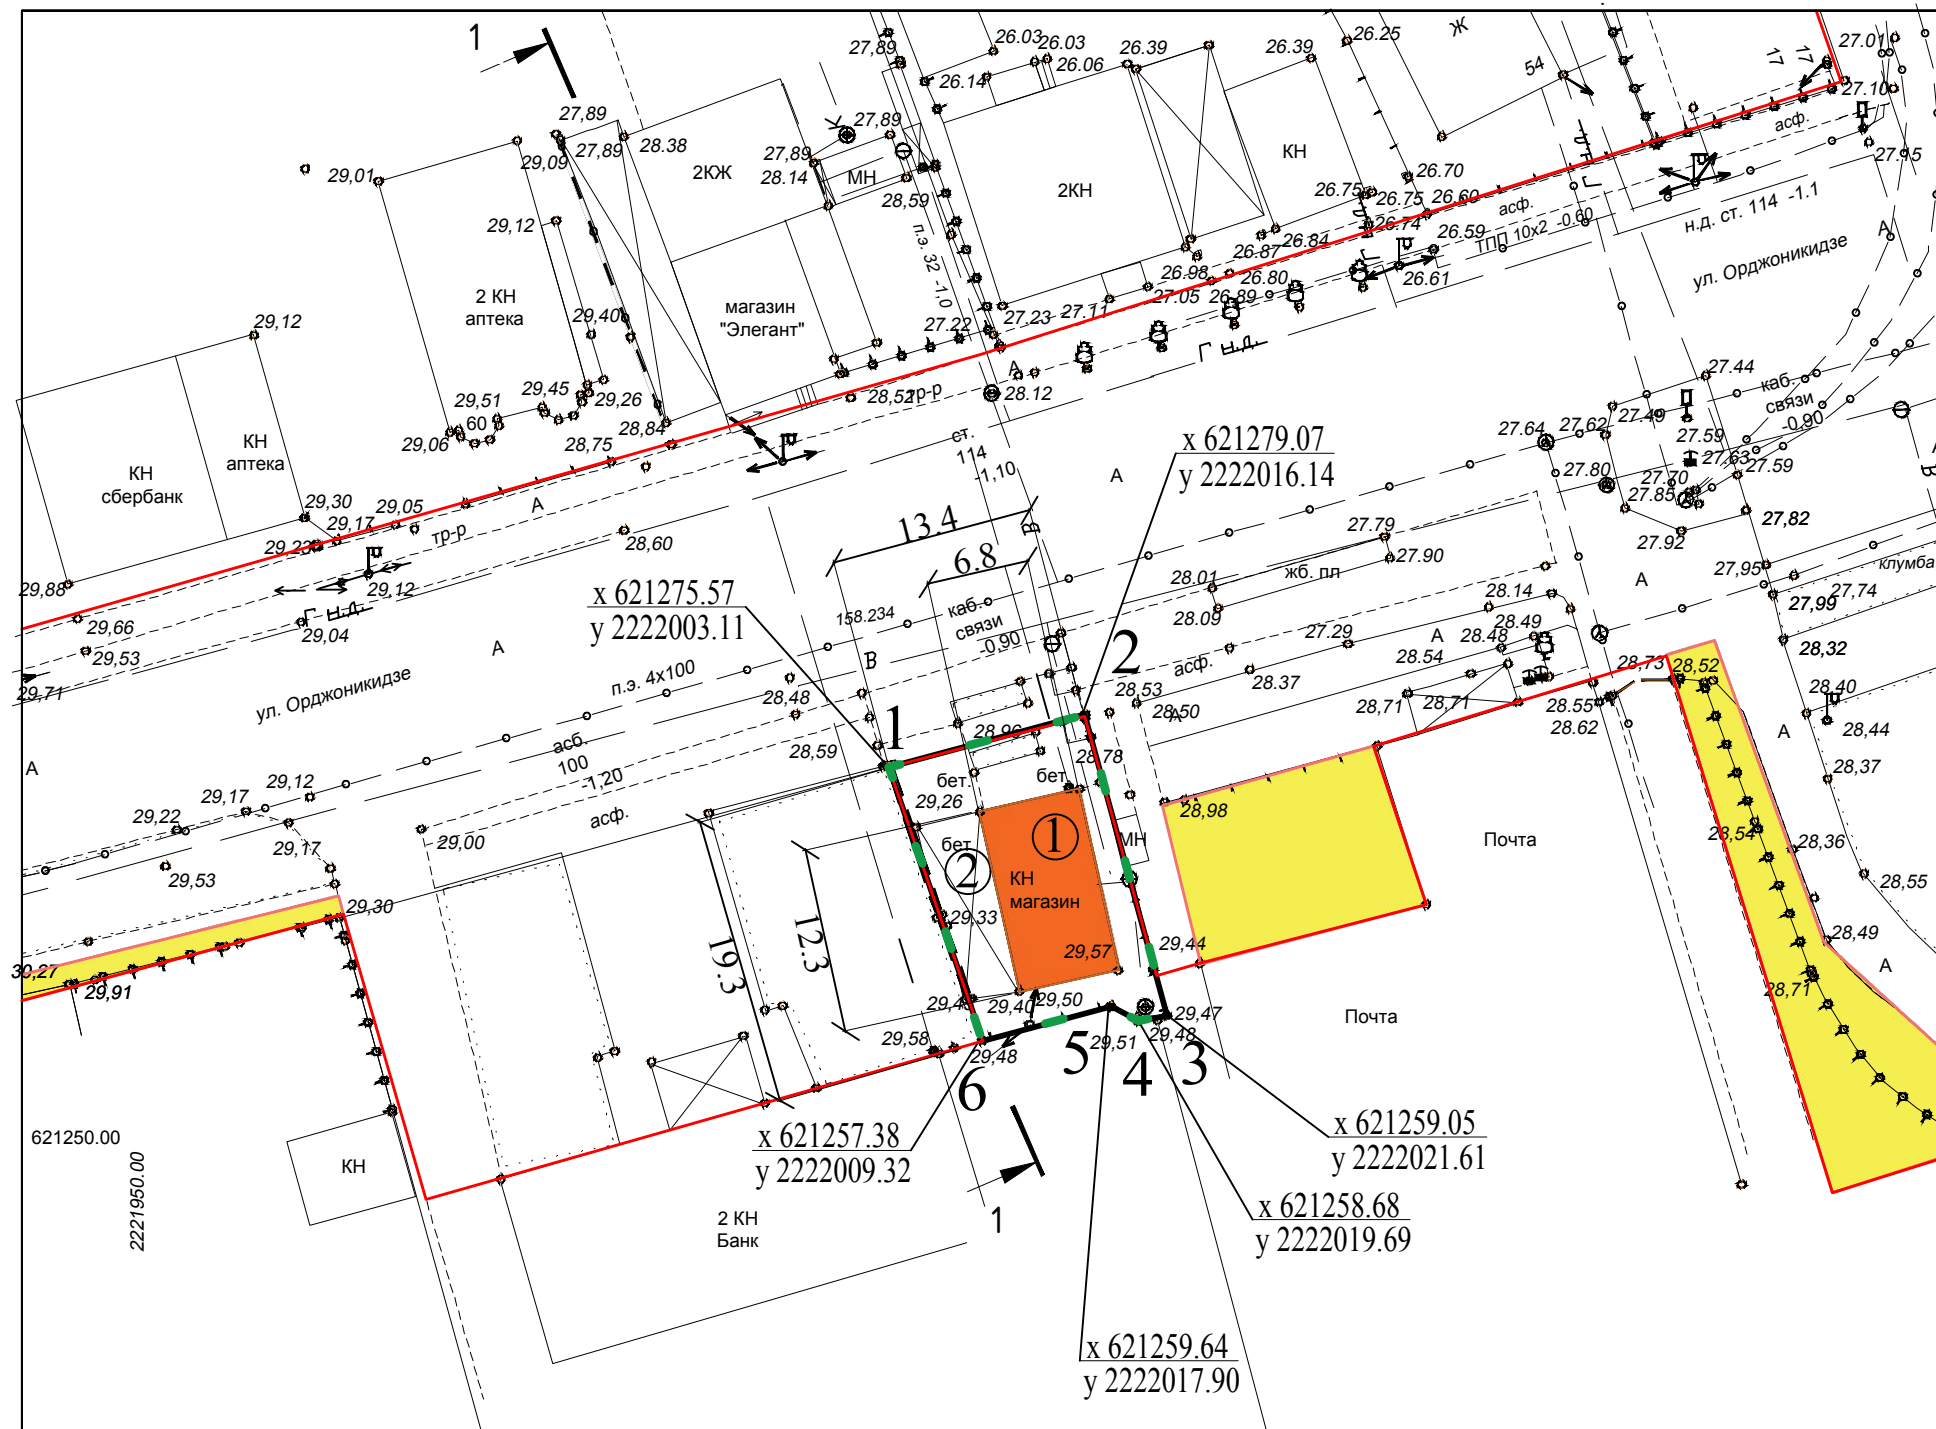 1
27,89
26.03
26.03
26.06
26.39
26.39
26.25
Ж
54
17
17
27.01
27.10
26.14
27,89
29.09
27,89
28.38
К
27,89
27,89
28.14
МН
28,59
29,01
2КЖ
2КН
КН
26.70
26.75
26.75
26.60
26.74
асф.
асф.
27.15
29,12
п.э. 32 -1,0
26.84
26.87
26.98
26.80
26.59
26.61
ТПП 10х2 -0.60
н.д. ст. 114 -1.1
А
ул. Орджоникидзе
2 КН
аптека
29,40
магазин
"Элегант"
27.22
27.23
27.11
27.05
26.89
29,12
Г н.д.
А
29,45
29,26
29,51
60
29,06
28.75
28,84
28,52
тр-р
28.12
27.44
каб.
связи
-0.90
КН
сбербанк
КН
аптека
29,30
29,17
29,05
29.23
тр-р
А
28,60
ст.
114
-1,10
А
x 621279.07
y 2222016.14
27.64
27.62
27.49
27.59
27.63
27.59
27.80
27.70
27.85
27,82
27.92
В
29,88
29,12
Г н.д.
29,04
29,66
29,53
29.71
13.4
6.8
В
27.79
27.90
жб. пл
28.01
28.09
28.14
27,95
27,74
27,99
клумба
А
x 621275.57
y 2222003.11
158.234
каб.
связи
-0,90
В
А
ул. Орджоникидзе
п.э. 4х100
28,48
28,59
2
асф.
27.29
28.37
28.53
28.50
А
А
28.49
28.48
28.54
28.71
28,71
28,73
28,52
28.55
28.62
28,32
28.40
28,44
А
28,37
А
асб.
100
-1,20
асф.
1
28.96
28.78
бет.
бет.
29,12
29,17
29,22
29,17
29,53
29,00
29,26
бет.
1
2
МН
КН
магазин
28,98
Почта
28,54
28,36
28,55
28,49
А
28,71
29,30
30,27
29,91
19.3
12.3
29,33
29,57
29,44
29,40
29,50
29,58
29,48
29,51
29,48
29,47
5
4
3
6
Почта
621250.00
2221950.00
КН
x 621257.38
y 2222009.32
x 621259.05
y 2222021.61
x 621258.68
y 2222019.69
1
2 КН
Банк
x 621259.64
y 2222017.90